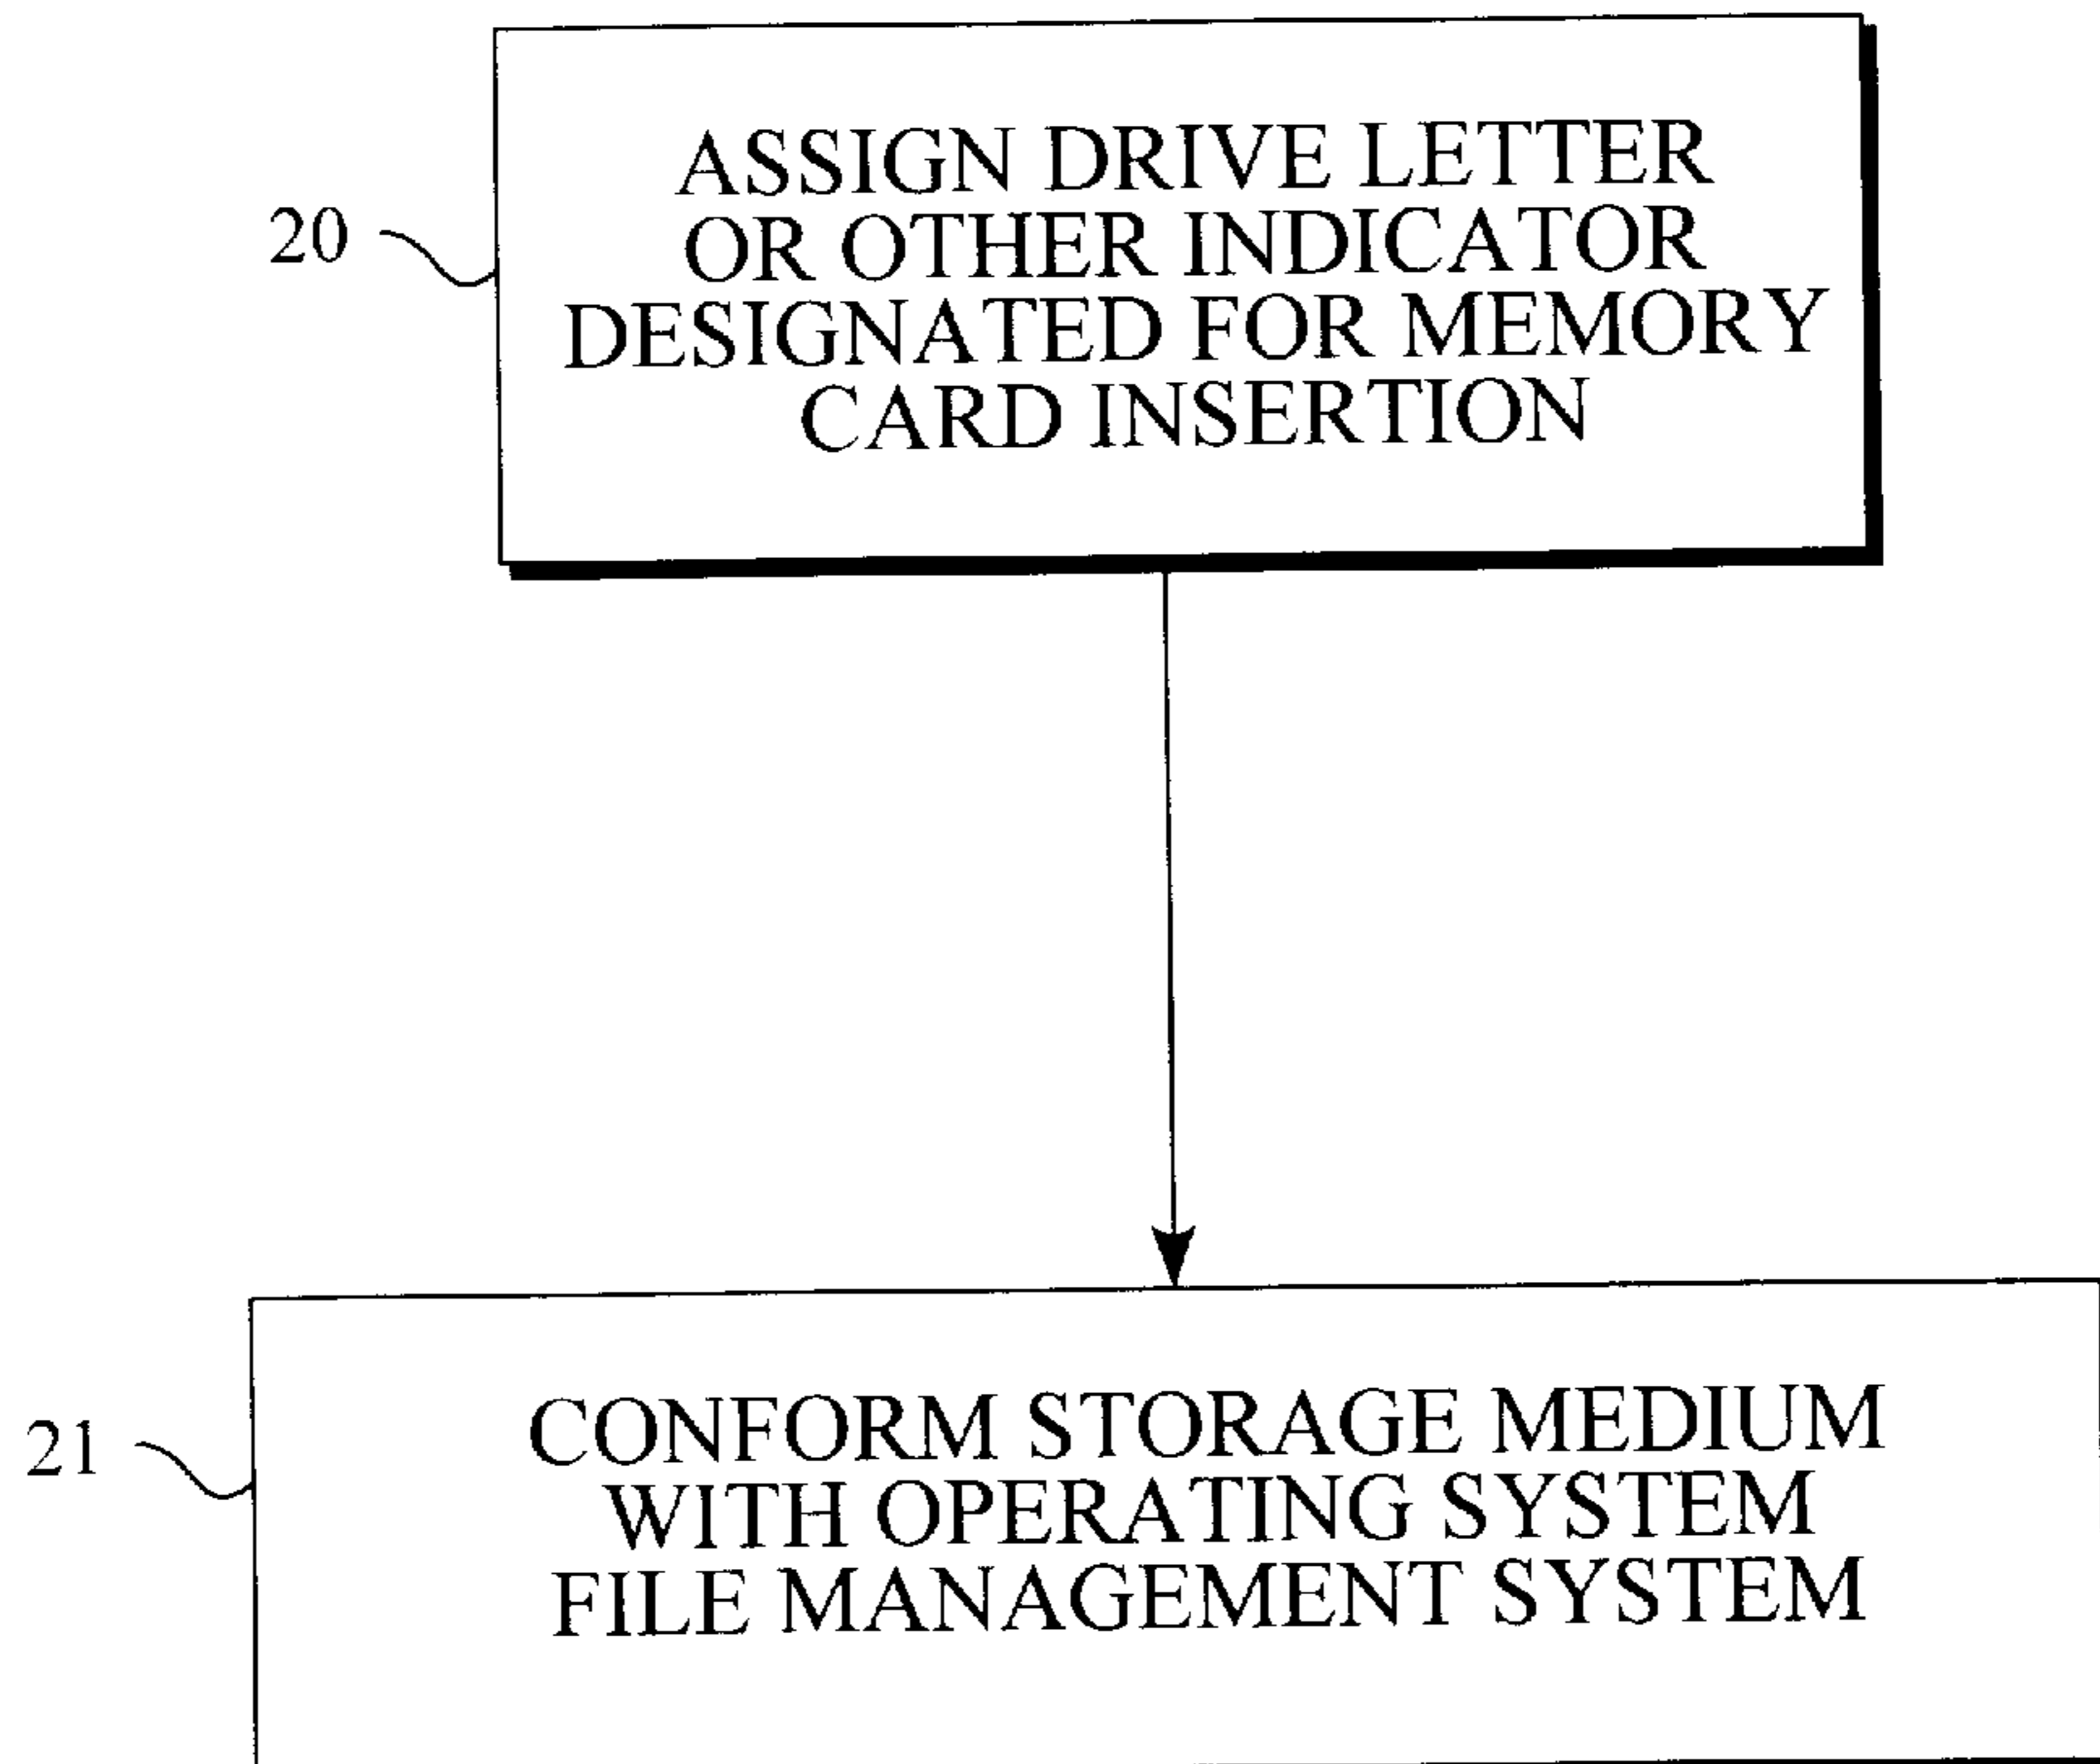 20
ASSIGN DRIVE LETTER
OR OTHER INDICATOR
DESIGNATED FOR MEMORY
CARD INSERTION
21
CONFORM STORAGE MEDIUM
WITH OPERATING SYSTEM
FILE MANAGEMENT SYSTEM